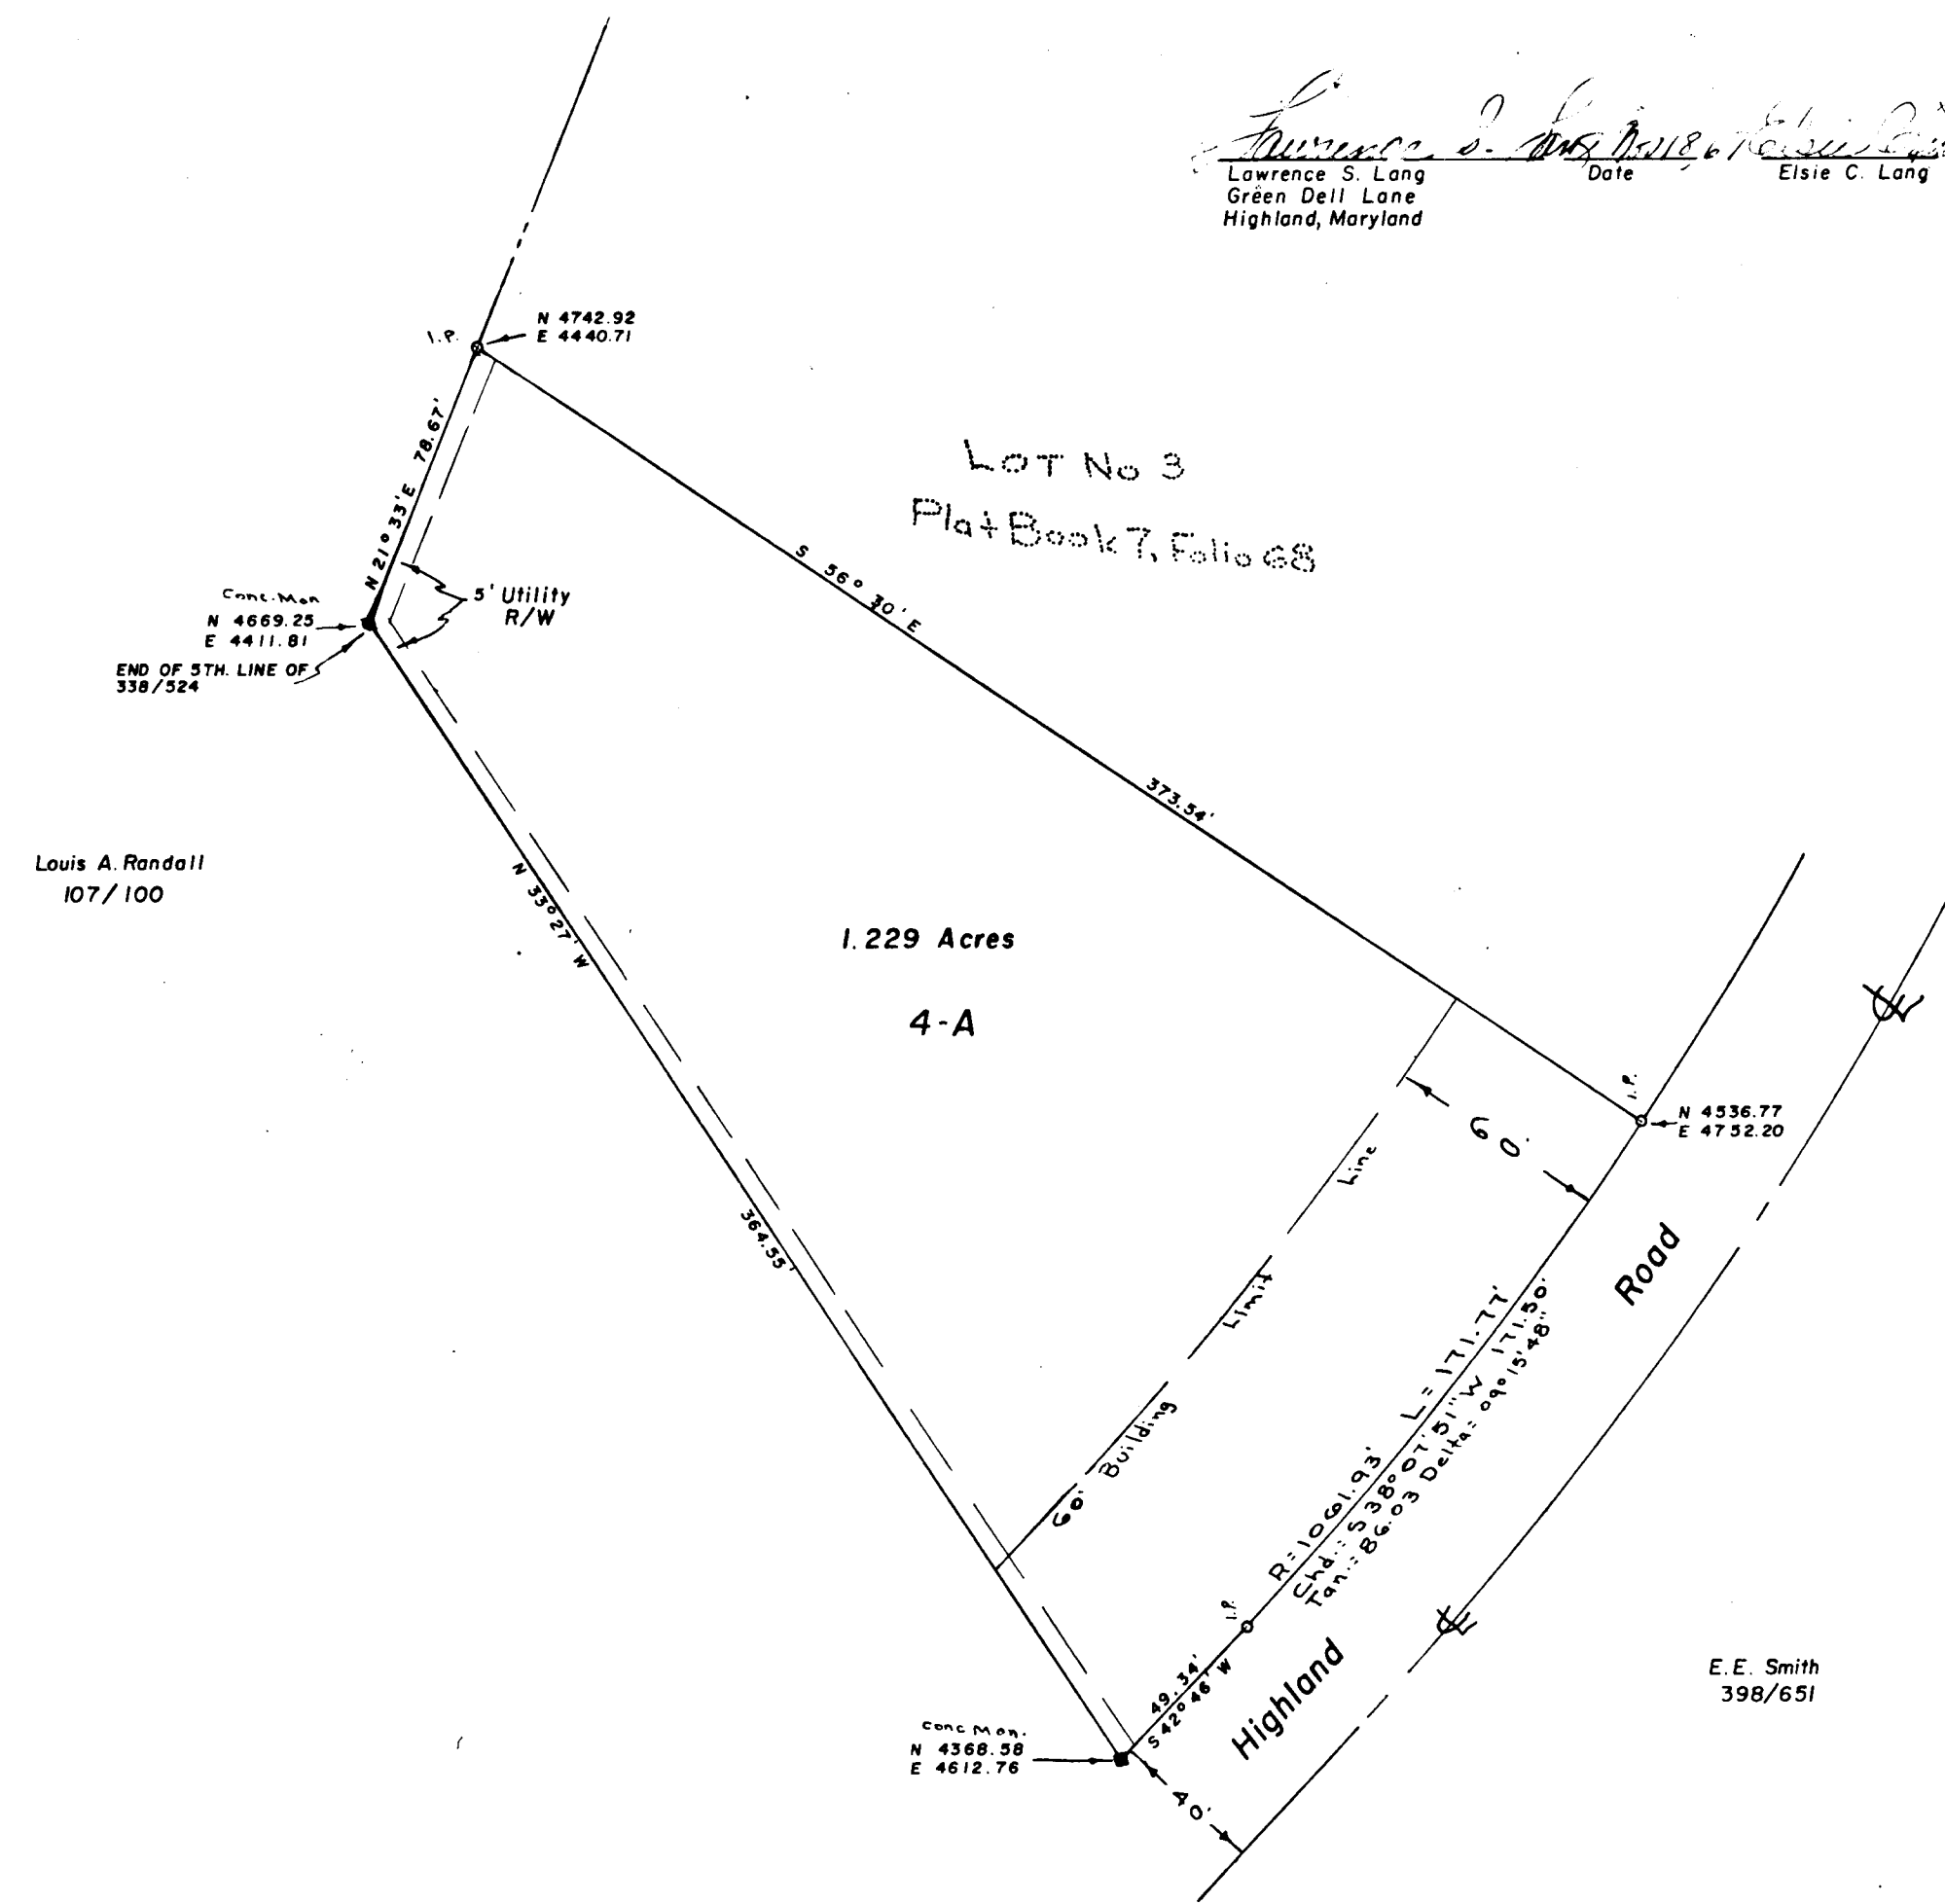 Lawrence S. Lang
Date
Elsie C. Lang
Green Dell Lane
Highland, Maryland
N 4742.92
E 4440.71
I.P.
N 21° 33' E 78.67'
LOT No 3
Plat Book 7, Folio 68
S 56° 30' E
373.54'
Conc. Mon
N 4669.25
E 4411.81
END OF 5TH. LINE OF
338/524
5' Utility
R/W
Louis A. Randall
107/100
N 33° 27' W
364.55'
1.229 Acres
4-A
I.P.
N 4536.77
E 4752.20
60'
60' Building Limit Line
Highland Road
R = 1061.93' L = 171.77'
Chd. = S 38° 07' 51" W 171.50'
Tan. = 86.03 Delta = 09° 15' 48"
I.P.
49.34'
S 42° 46' W
Conc Mon.
N 4368.58
E 4612.76
40'
E.E. Smith
398/651